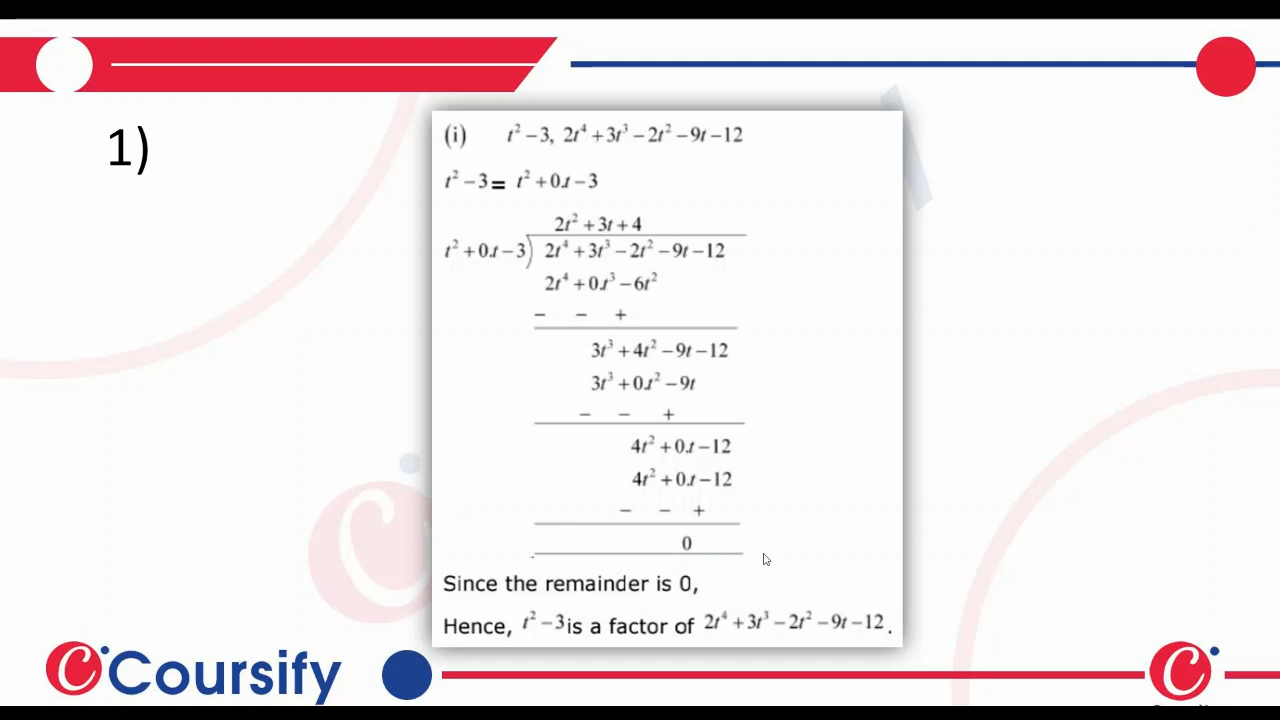 1)
(i) t² – 3, 2t⁴ + 3t³ – 2t² – 9t – 12
t² – 3 = t² + 0.t – 3
2t² + 3t + 4
t² + 0.t – 3) 2t⁴ + 3t³ – 2t² – 9t – 12
2t⁴ + 0.t³ – 6t²
– – +
3t³ + 4t² – 9t – 12
3t³ + 0.t² – 9t
– – +
4t² + 0.t – 12
4t² + 0.t – 12
– – +
0
Since the remainder is 0,
Hence, t² – 3 is a factor of 2t⁴ + 3t³ – 2t² – 9t – 12 .
Coursify